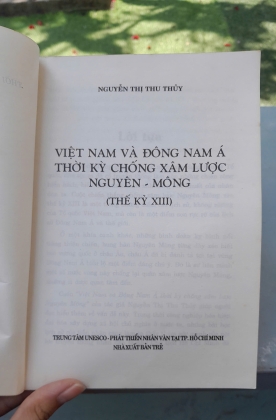 NGUYỄN THỊ THU THỦY
VIỆT NAM VÀ ĐÔNG NAM Á
THỜI KỲ CHỐNG XÂM LƯỢC
NGUYÊN - MÔNG
(THẾ KỶ XIII)
TRUNG TÂM UNESCO - PHÁT TRIỂN NHÂN VĂN TẠI TP. HỒ CHÍ MINH
NHÀ XUẤT BẢN TRẺ